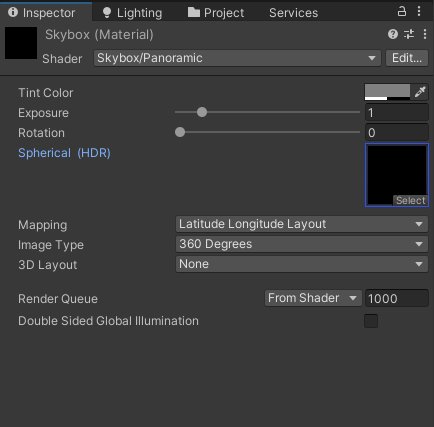 Inspector Lighting Project Services
Skybox (Material)
Shader Skybox/Panoramic Edit...
Tint Color
Exposure 1
Rotation 0
Spherical (HDR)
Select
Mapping Latitude Longitude Layout
Image Type 360 Degrees
3D Layout None
Render Queue From Shader 1000
Double Sided Global Illumination